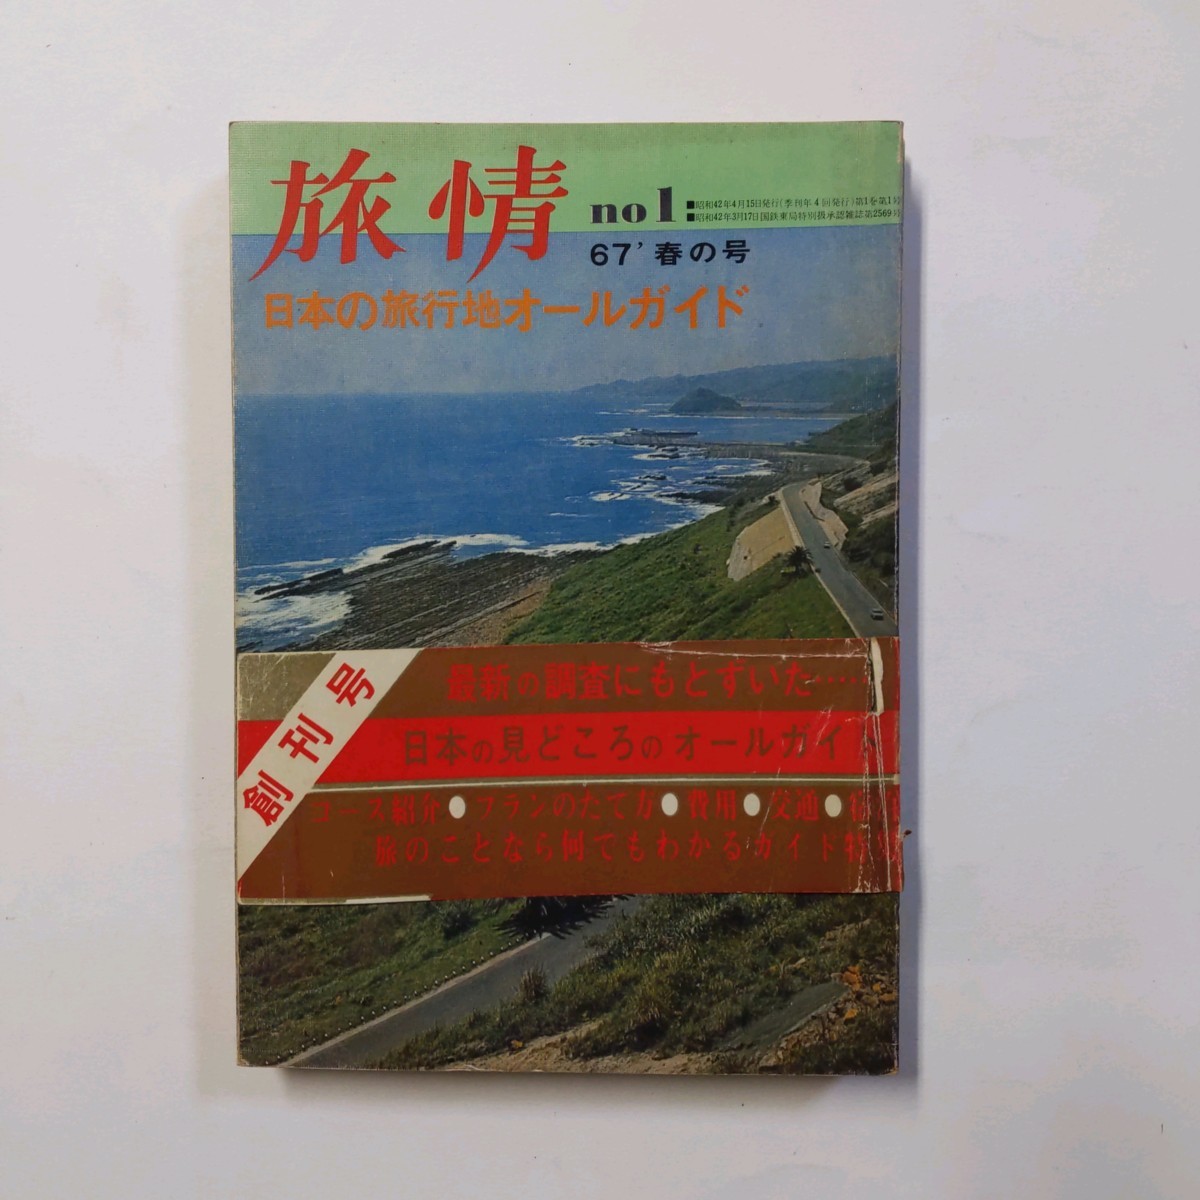 旅情
no 1
■昭和42年4月15日発行(季刊年4回発行)第1巻第1号
■昭和42年3月17日国鉄東局特別扱承認雑誌第2569号
67’春の号
日本の旅行地オールガイド
創刊号
最新の調査にもとずいた……
日本の見どころのオールガイド
コース紹介●プランのたて方●費用●交通●
旅のことなら何でもわかるガイド特